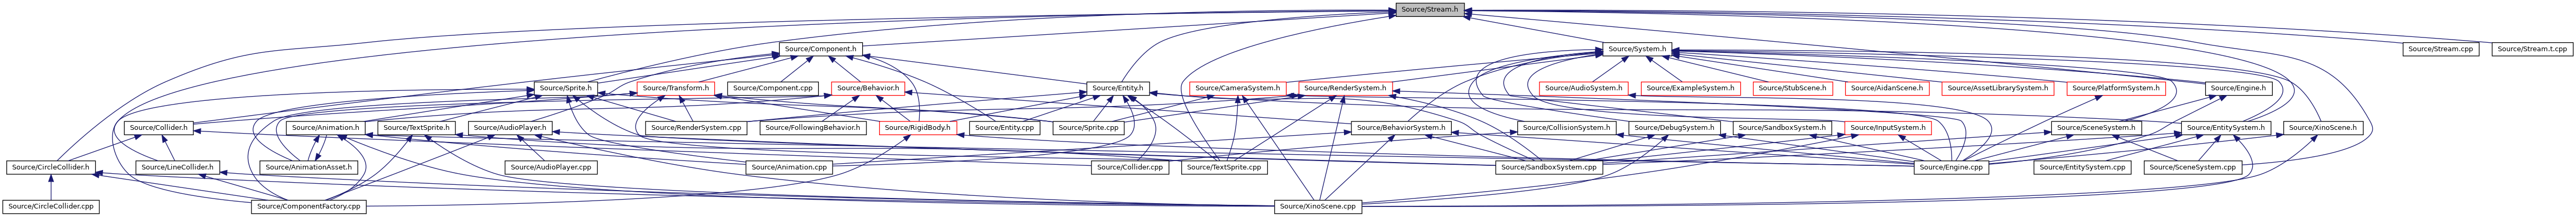 Source/Stream.h
Source/Component.h
Source/System.h
Source/Stream.cpp
Source/Stream.t.cpp
Source/Sprite.h
Source/Transform.h
Source/Component.cpp
Source/Behavior.h
Source/Entity.h
Source/CameraSystem.h
Source/RenderSystem.h
Source/AudioSystem.h
Source/ExampleSystem.h
Source/StubScene.h
Source/AidanScene.h
Source/AssetLibrarySystem.h
Source/PlatformSystem.h
Source/Engine.h
Source/Collider.h
Source/Animation.h
Source/TextSprite.h
Source/AudioPlayer.h
Source/RenderSystem.cpp
Source/FollowingBehavior.h
Source/RigidBody.h
Source/Entity.cpp
Source/Sprite.cpp
Source/BehaviorSystem.h
Source/CollisionSystem.h
Source/DebugSystem.h
Source/SandboxSystem.h
Source/InputSystem.h
Source/SceneSystem.h
Source/EntitySystem.h
Source/XinoScene.h
Source/CircleCollider.h
Source/LineCollider.h
Source/AnimationAsset.h
Source/AudioPlayer.cpp
Source/Animation.cpp
Source/Collider.cpp
Source/TextSprite.cpp
Source/SandboxSystem.cpp
Source/Engine.cpp
Source/EntitySystem.cpp
Source/SceneSystem.cpp
Source/CircleCollider.cpp
Source/ComponentFactory.cpp
Source/XinoScene.cpp